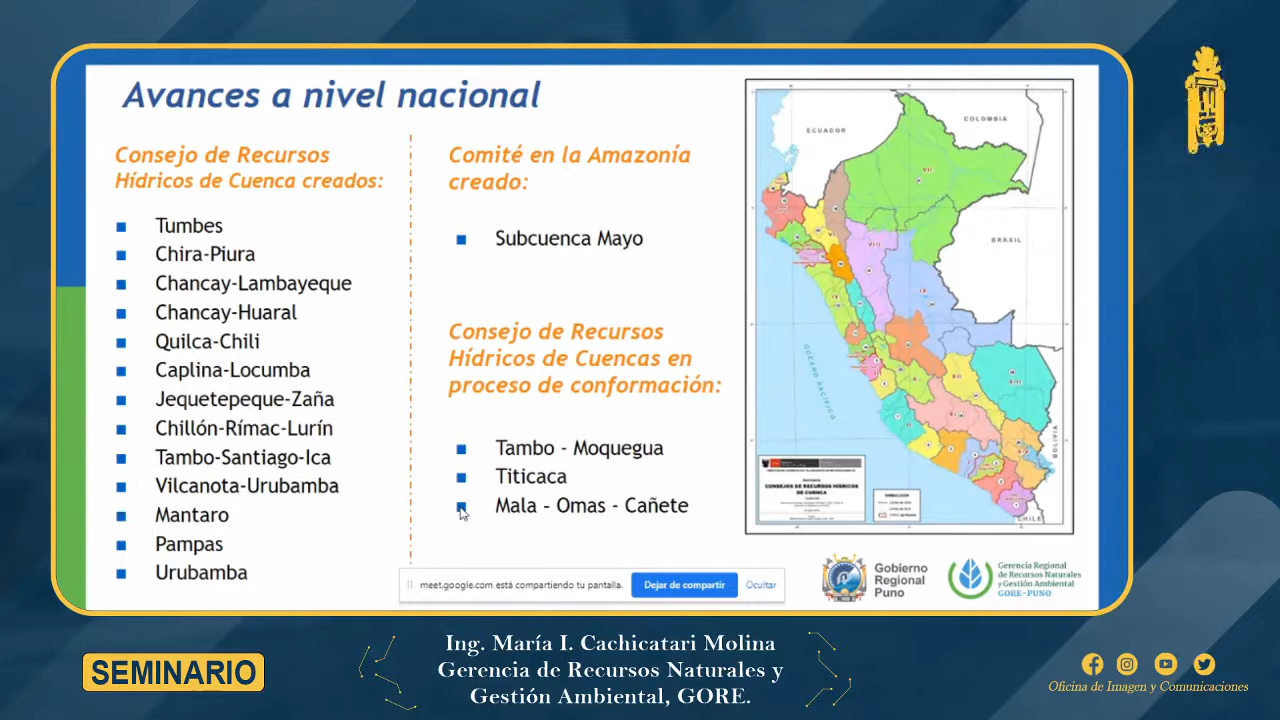 Avances a nivel nacional
Consejo de Recursos
Hídricos de Cuenca creados:
Tumbes
Chira-Piura
Chancay-Lambayeque
Chancay-Huaral
Quilca-Chili
Caplina-Locumba
Jequetepeque-Zaña
Chillón-Rímac-Lurín
Tambo-Santiago-Ica
Vilcanota-Urubamba
Mantaro
Pampas
Urubamba
Comité en la Amazonía
creado:
Subcuenca Mayo
Consejo de Recursos
Hídricos de Cuencas en
proceso de conformación:
Tambo - Moquegua
Titicaca
Mala - Omas - Cañete
ECUADOR
COLOMBIA
BRASIL
OCEANO PACÍFICO
BOLIVIA
CHILE
CONSEJOS DE RECURSOS HÍDRICOS
DE CUENCA
meet.google.com está compartiendo tu pantalla.
Dejar de compartir
Ocultar
Gobierno
Regional
Puno
Gerencia Regional
de Recursos Naturales
y Gestión Ambiental
GORE-PUNO
SEMINARIO
Ing. María I. Cachicatari Molina
Gerencia de Recursos Naturales y
Gestión Ambiental, GORE.
Oficina de Imagen y Comunicaciones